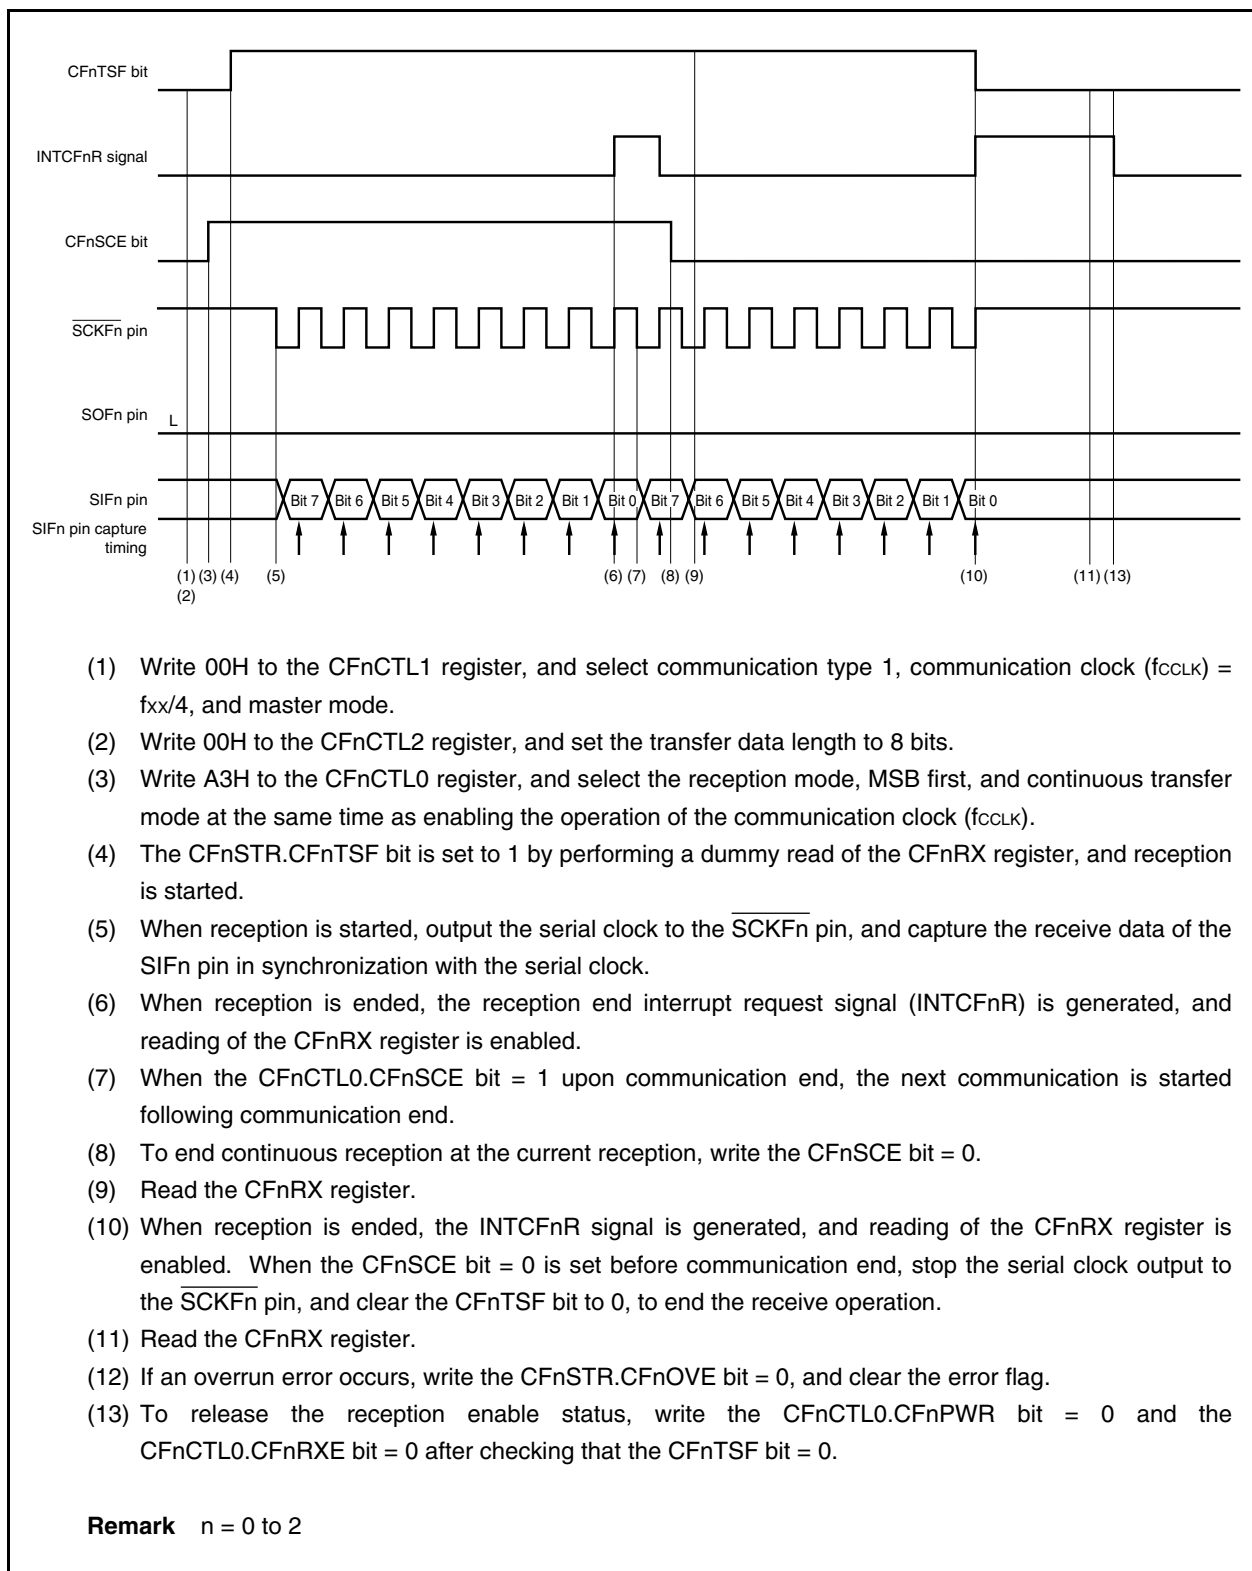 CFnTSF bit
INTCFnR signal
CFnSCE bit
SCKFn pin
SOFn pin L
SIFn pin Bit 7 Bit 6 Bit 5 Bit 4 Bit 3 Bit 2 Bit 1 Bit 0 Bit 7 Bit 6 Bit 5 Bit 4 Bit 3 Bit 2 Bit 1 Bit 0
SIFn pin capture
timing
(1) (3) (4) (5) (6) (7) (8) (9) (10) (11) (13)
(2)
(1) Write 00H to the CFnCTL1 register, and select communication type 1, communication clock (fCCLK) =
fxx/4, and master mode.
(2) Write 00H to the CFnCTL2 register, and set the transfer data length to 8 bits.
(3) Write A3H to the CFnCTL0 register, and select the reception mode, MSB first, and continuous transfer
mode at the same time as enabling the operation of the communication clock (fCCLK).
(4) The CFnSTR.CFnTSF bit is set to 1 by performing a dummy read of the CFnRX register, and reception
is started.
(5) When reception is started, output the serial clock to the SCKFn pin, and capture the receive data of the
SIFn pin in synchronization with the serial clock.
(6) When reception is ended, the reception end interrupt request signal (INTCFnR) is generated, and
reading of the CFnRX register is enabled.
(7) When the CFnCTL0.CFnSCE bit = 1 upon communication end, the next communication is started
following communication end.
(8) To end continuous reception at the current reception, write the CFnSCE bit = 0.
(9) Read the CFnRX register.
(10) When reception is ended, the INTCFnR signal is generated, and reading of the CFnRX register is
enabled. When the CFnSCE bit = 0 is set before communication end, stop the serial clock output to
the SCKFn pin, and clear the CFnTSF bit to 0, to end the receive operation.
(11) Read the CFnRX register.
(12) If an overrun error occurs, write the CFnSTR.CFnOVE bit = 0, and clear the error flag.
(13) To release the reception enable status, write the CFnCTL0.CFnPWR bit = 0 and the
CFnCTL0.CFnRXE bit = 0 after checking that the CFnTSF bit = 0.
Remark n = 0 to 2